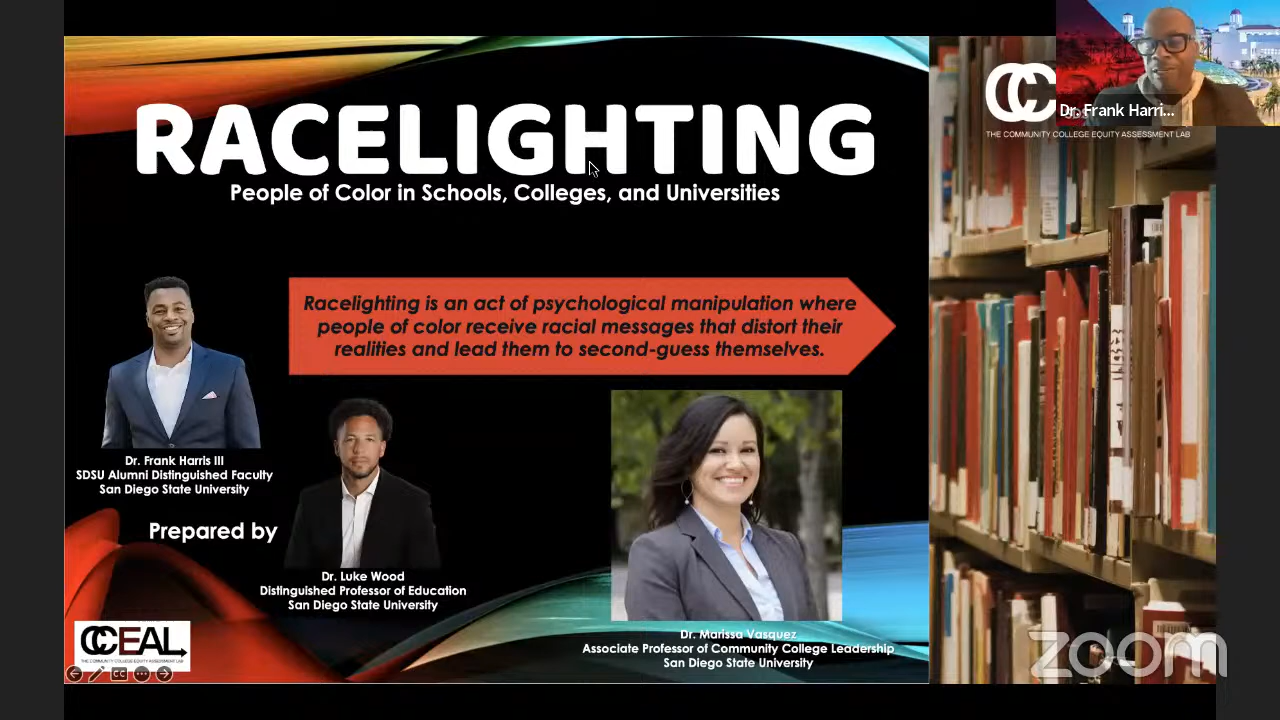 RACELIGHTING
People of Color in Schools, Colleges, and Universities
Racelighting is an act of psychological manipulation where
people of color receive racial messages that distort their
realities and lead them to second-guess themselves.
Dr. Frank Harris III
SDSU Alumni Distinguished Faculty
San Diego State University
Prepared by
Dr. Luke Wood
Distinguished Professor of Education
San Diego State University
Dr. Marissa Vasquez
Associate Professor of Community College Leadership
San Diego State University
CCEAL
THE COMMUNITY COLLEGE EQUITY ASSESSMENT LAB
CC
CC
THE COMMUNITY COLLEGE EQUITY ASSESSMENT LAB
Dr. Frank Harri...
zoom